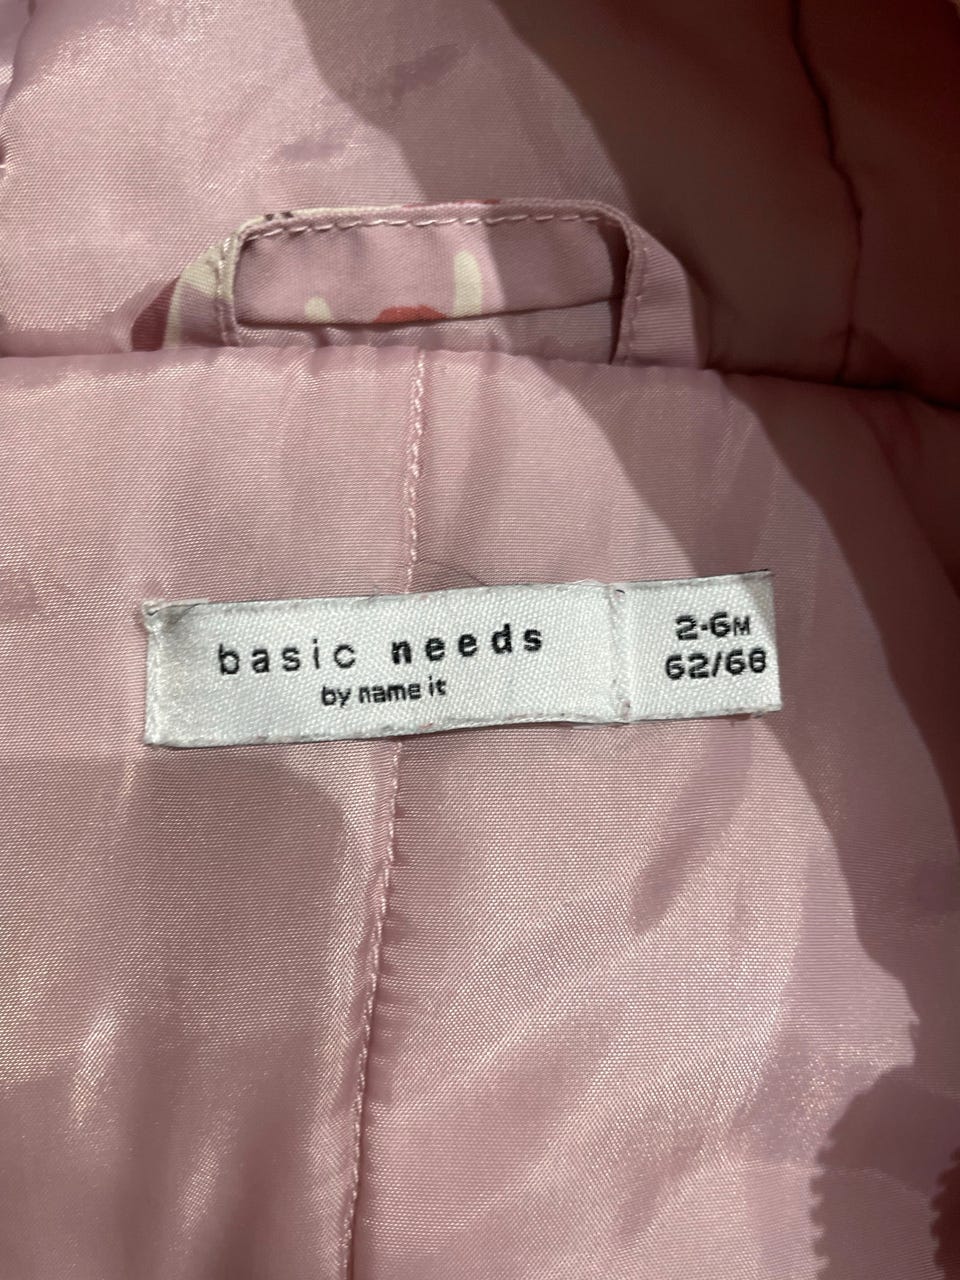 basic needs
by name it
2-6M
62/68